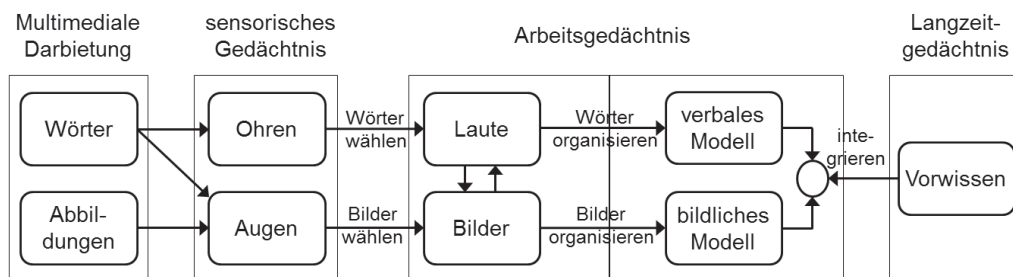 Multimediale
Darbietung
sensorisches
Gedächtnis
Arbeitsgedächtnis
Langzeit-
gedächtnis
Wörter
Ohren
Wörter
wählen
Laute
Wörter
organisieren
verbales
Modell
inte-
grieren
Vorwissen
Abbil-
dungen
Augen
Bilder
wählen
Bilder
Bilder
organisieren
bildliches
Modell